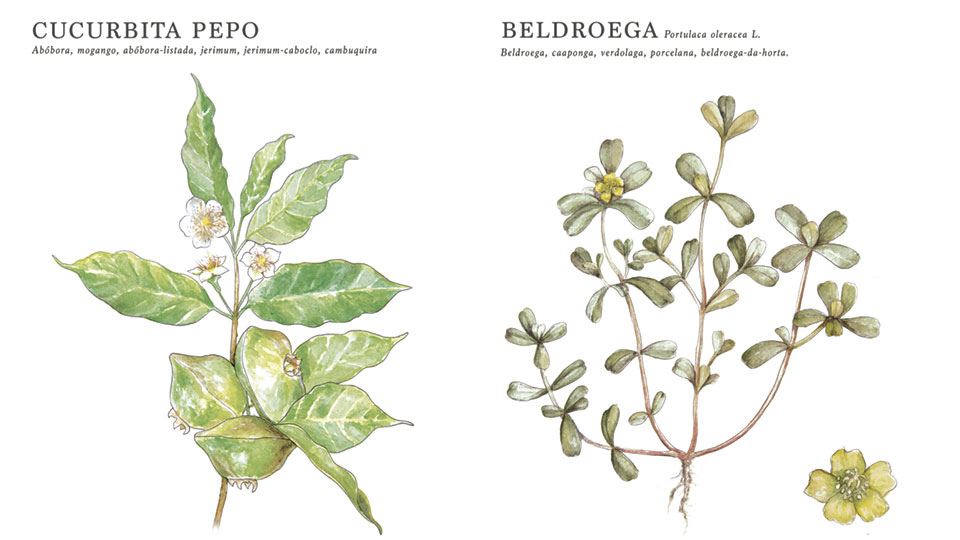 CUCURBITA PEPO
Abóbora, mogango, abóbora-listada, jerimum, jerimum-caboclo, cambuquira
BELDROEGA Portulaca oleracea L.
Beldroega, caaponga, verdolaga, porcelana, beldroega-da-horta.